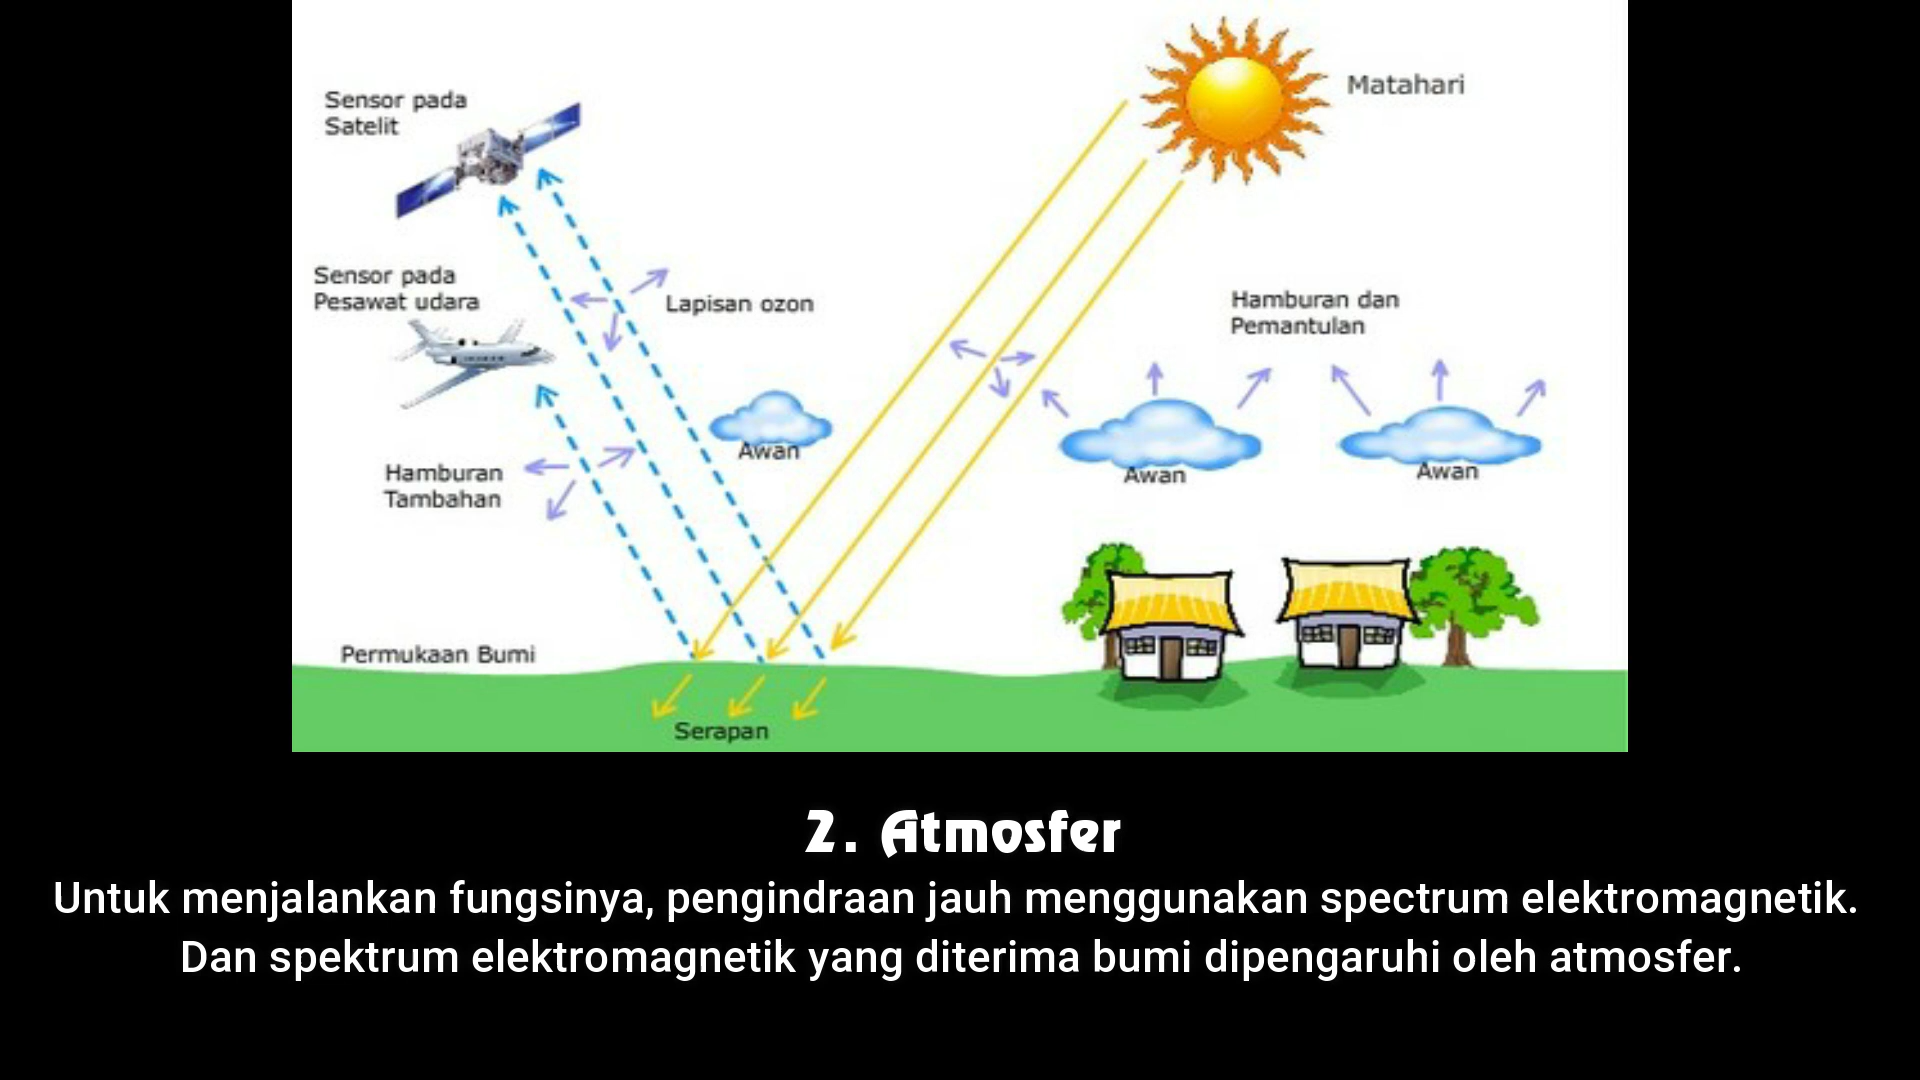 Matahari
Sensor pada
Satelit
Sensor pada
Pesawat udara
Lapisan ozon
Hamburan dan
Pemantulan
Awan
Awan
Awan
Hamburan
Tambahan
Permukaan Bumi
Serapan
2. Atmosfer
Untuk menjalankan fungsinya, pengindraan jauh menggunakan spectrum elektromagnetik.
Dan spektrum elektromagnetik yang diterima bumi dipengaruhi oleh atmosfer.